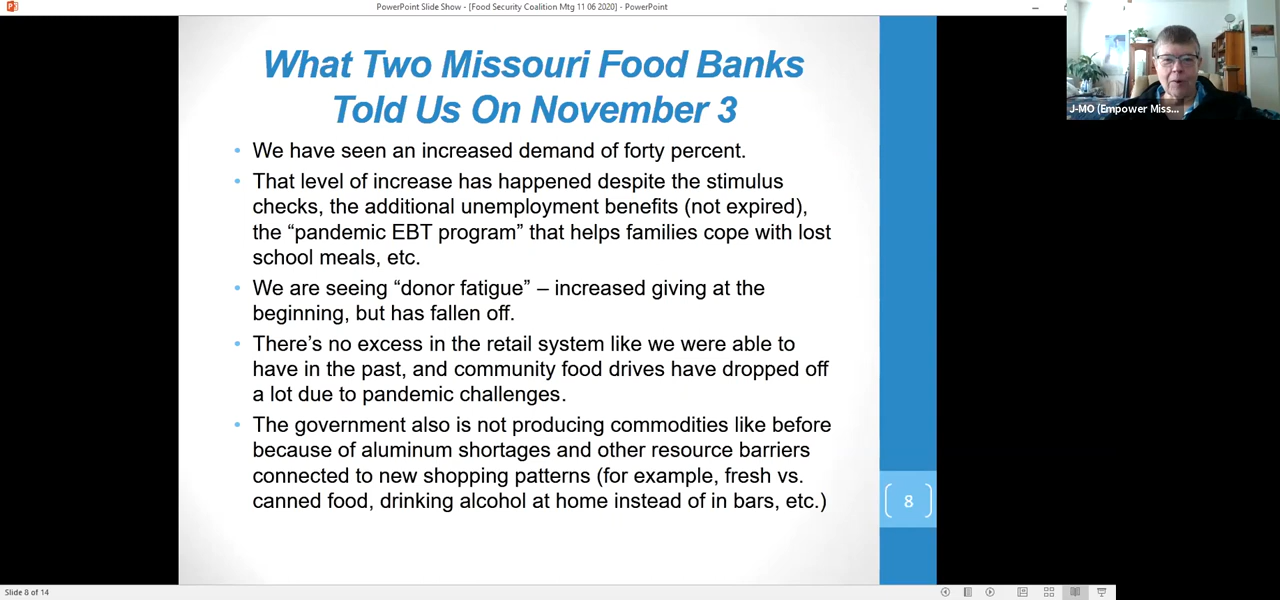 PowerPoint Slide Show - [Food Security Coalition Mtg 11 06 2020] - PowerPoint
J-MO (Empower Miss...
What Two Missouri Food Banks
Told Us On November 3
• We have seen an increased demand of forty percent.
• That level of increase has happened despite the stimulus
checks, the additional unemployment benefits (not expired),
the “pandemic EBT program” that helps families cope with lost
school meals, etc.
• We are seeing “donor fatigue” – increased giving at the
beginning, but has fallen off.
• There’s no excess in the retail system like we were able to
have in the past, and community food drives have dropped off
a lot due to pandemic challenges.
• The government also is not producing commodities like before
because of aluminum shortages and other resource barriers
connected to new shopping patterns (for example, fresh vs.
canned food, drinking alcohol at home instead of in bars, etc.)
8
Slide 8 of 14